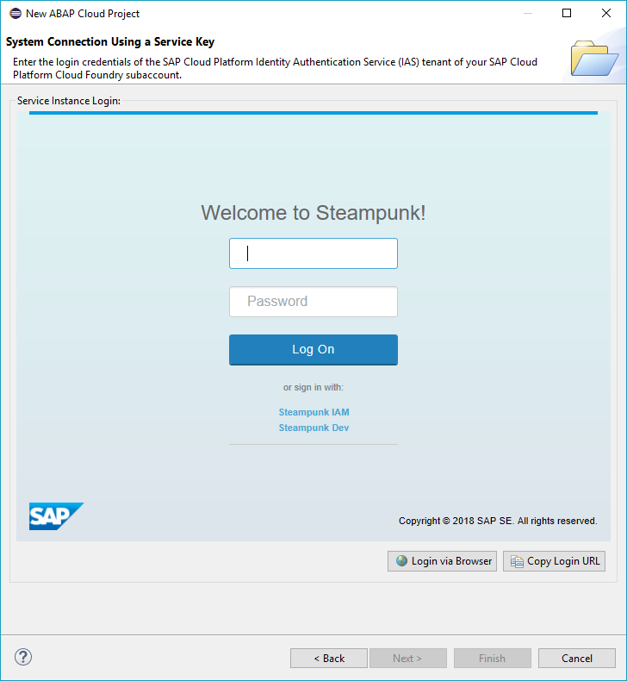 New ABAP Cloud Project
System Connection Using a Service Key
Enter the login credentials of the SAP Cloud Platform Identity Authentication Service (IAS) tenant of your SAP Cloud
Platform Cloud Foundry subaccount.
Service Instance Login:
Welcome to Steampunk!
Password
Log On
or sign in with:
Steampunk IAM
Steampunk Dev
SAP
Copyright © 2018 SAP SE. All rights reserved.
Login via Browser
Copy Login URL
?
< Back
Next >
Finish
Cancel